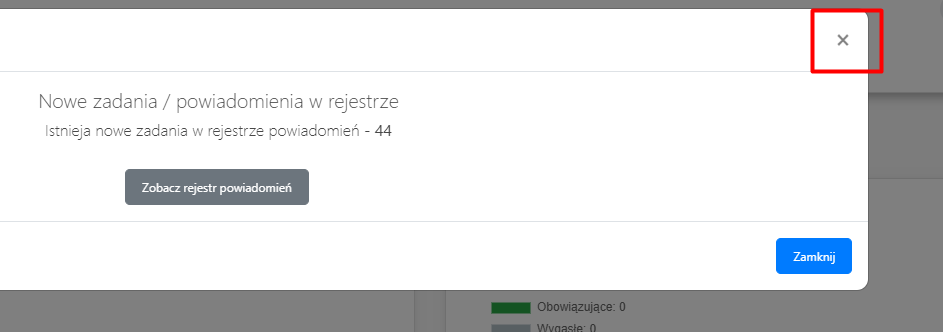 ×
Nowe zadania / powiadomienia w rejestrze
Istnieja nowe zadania w rejestrze powiadomień - 44
Zobacz rejestr powiadomień
Zamknij
Obowiązujące: 0
Wygasłe: 0